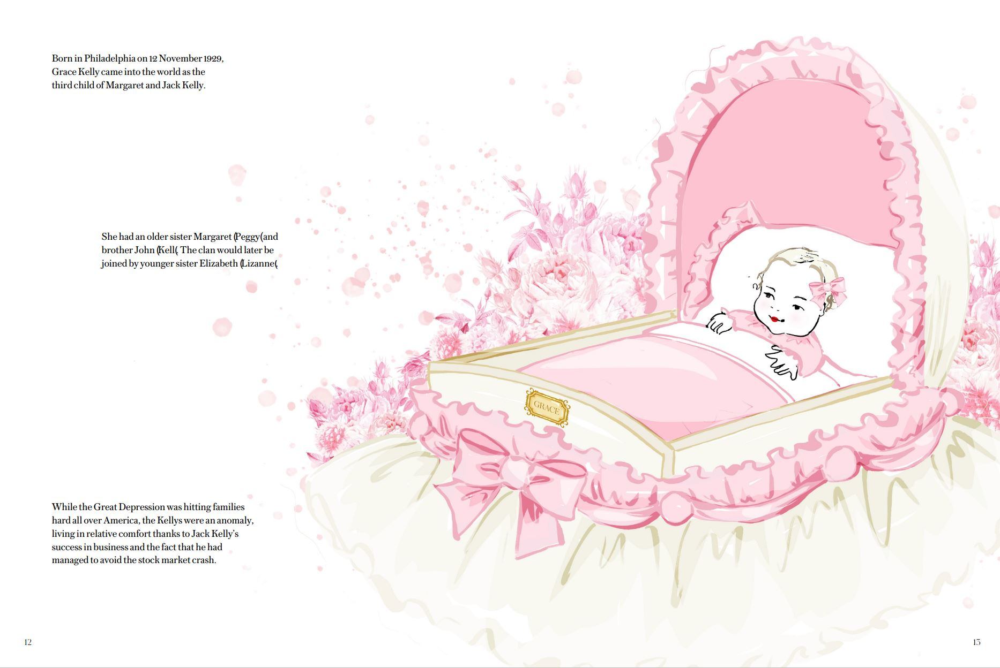 Born in Philadelphia on 12 November 1929,
Grace Kelly came into the world as the
third child of Margaret and Jack Kelly.
She had an older sister Margaret (Peggy(and
brother John (Kell(. The clan would later be
joined by younger sister Elizabeth (Lizanne(.
While the Great Depression was hitting families
hard all over America, the Kellys were an anomaly,
living in relative comfort thanks to Jack Kelly’s
success in business and the fact that he had
managed to avoid the stock market crash.
GRACE
12
13